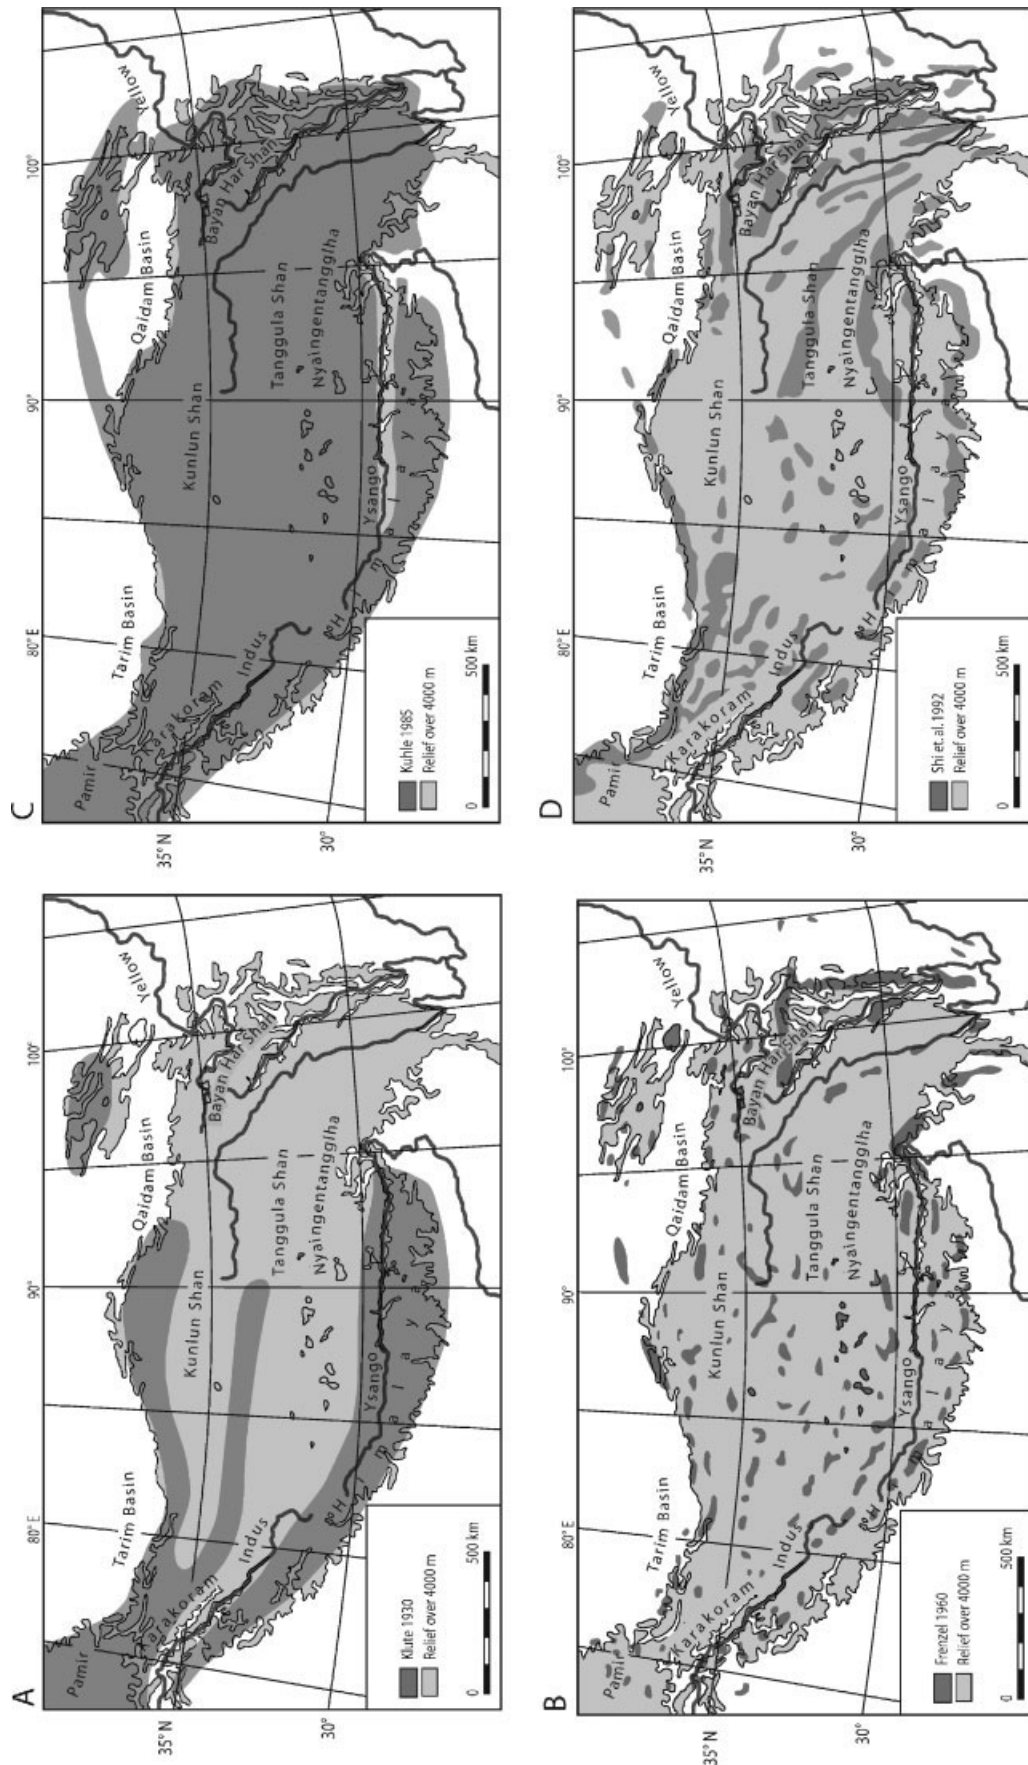 A
80° E
90°
100°
35° N
30°
Pamir
Karakoram
Tarim Basin
Indus
Kunlun Shan
Qaidam Basin
Yellow
Bayan Har Shan
Tanggula Shan
Nyaingentangglha
Ysango
H i m a l a y a
Klute 1930
Relief over 4000 m
0 500 km
C
80° E
90°
100°
35° N
30°
Pamir
Karakoram
Tarim Basin
Indus
Kunlun Shan
Qaidam Basin
Yellow
Bayan Har Shan
Tanggula Shan
Nyaingentangglha
Ysango
H i m a l a y a
Kuhle 1985
Relief over 4000 m
0 500 km
B
80° E
90°
100°
35° N
30°
Pamir
Karakoram
Tarim Basin
Indus
Kunlun Shan
Qaidam Basin
Yellow
Bayan Har Shan
Tanggula Shan
Nyaingentangglha
Ysango
H i m a l a y a
Frenzel 1960
Relief over 4000 m
0 500 km
D
80° E
90°
100°
35° N
30°
Pamir
Karakoram
Tarim Basin
Indus
Kunlun Shan
Qaidam Basin
Yellow
Bayan Har Shan
Tanggula Shan
Nyaingentangglha
Ysango
H i m a l a y a
Shi et. al. 1992
Relief over 4000 m
0 500 km